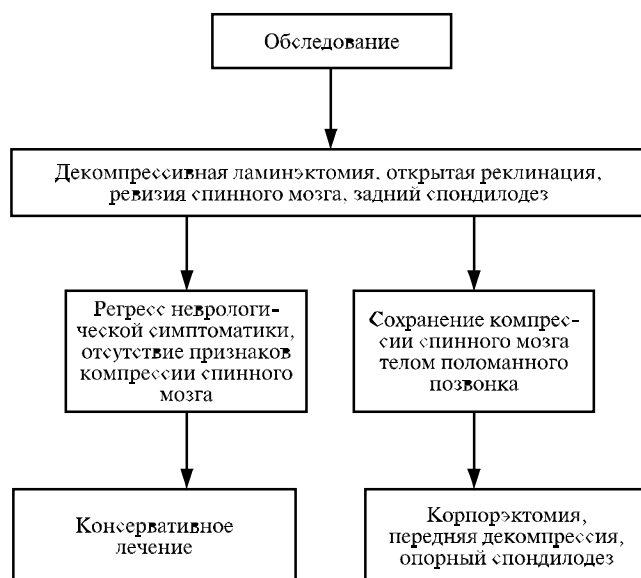 Обследование
Декомпрессивная ламинэктомия, открытая реклинация,
ревизия спинного мозга, задний спондилодез
Регресс неврологи-
ческой симптоматики,
отсутствие признаков
компрессии спинного
мозга
Сохранение компрес-
сии спинного мозга
телом поломанного
позвонка
Консервативное
лечение
Корпорэктомия,
передняя декомпрессия,
опорный спондилодез